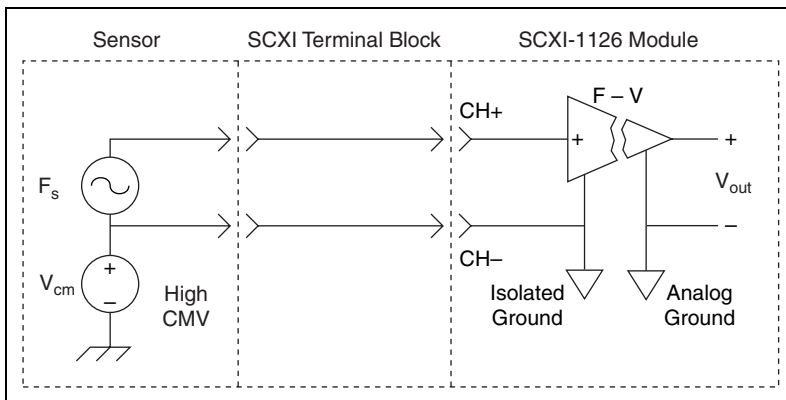 Sensor
SCXI Terminal Block
SCXI-1126 Module
F – V
CH+
+
+
Fs
Vout
CH–
–
+
Vcm
–
High
CMV
Isolated
Ground
Analog
Ground